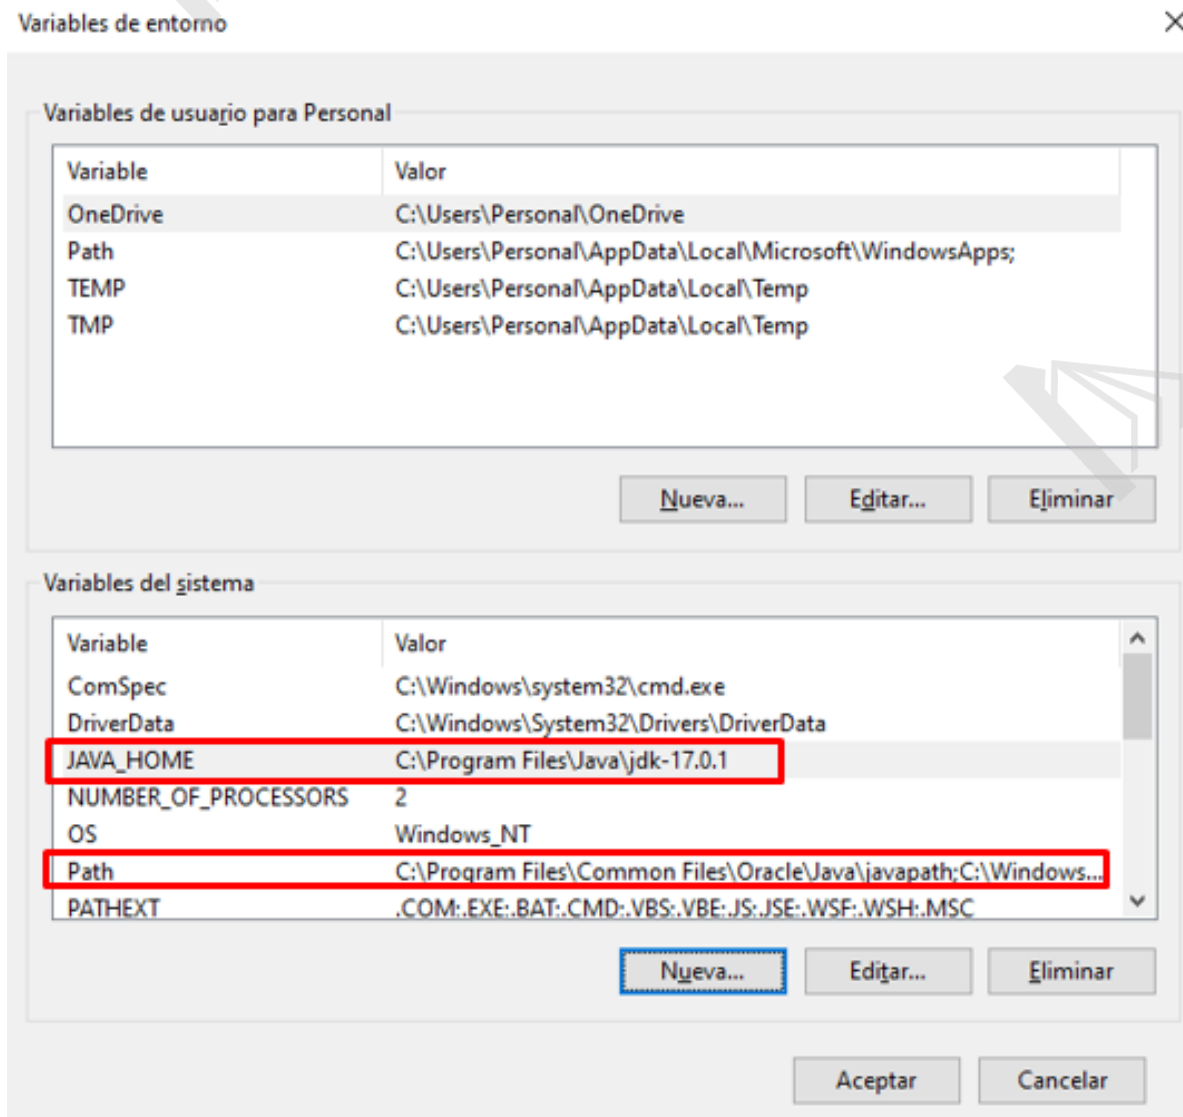 Variables de entorno
Variables de usuario para Personal
Variable Valor
OneDrive C:\Users\Personal\OneDrive
Path C:\Users\Personal\AppData\Local\Microsoft\WindowsApps;
TEMP C:\Users\Personal\AppData\Local\Temp
TMP C:\Users\Personal\AppData\Local\Temp
Nueva... Editar... Eliminar
Variables del sistema
Variable Valor
ComSpec C:\Windows\system32\cmd.exe
DriverData C:\Windows\System32\Drivers\DriverData
JAVA_HOME C:\Program Files\Java\jdk-17.0.1
NUMBER_OF_PROCESSORS 2
OS Windows_NT
Path C:\Program Files\Common Files\Oracle\Java\javapath;C:\Windows...
PATHEXT .COM;.EXE;.BAT;.CMD;.VBS;.VBE;.JS;.JSE;.WSF;.WSH;.MSC
Nueva... Editar... Eliminar
Aceptar Cancelar